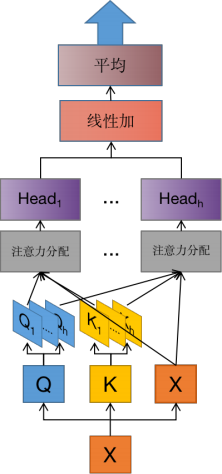 平均
线性加
Head1 ... Headh
注意力分配 ... 注意力分配
Q1 .... Qh K1 ....
Q K X
X